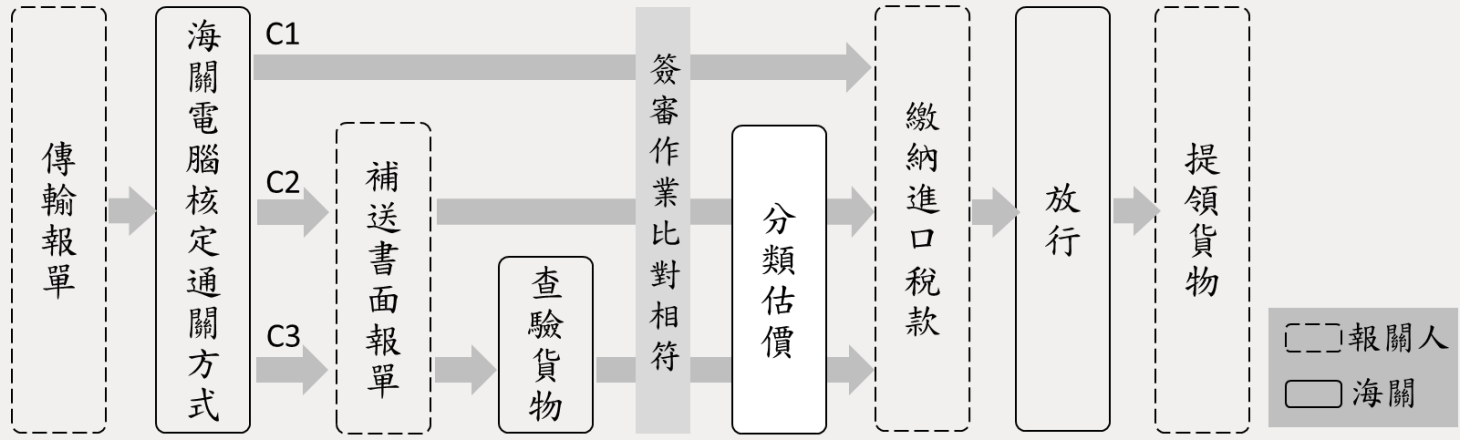 傳輸報單
海關電腦核定通關方式
C1
C2
C3
補送書面報單
查驗貨物
簽審作業比對相符
分類估價
繳納進口稅款
放行
提領貨物
報關人
海關